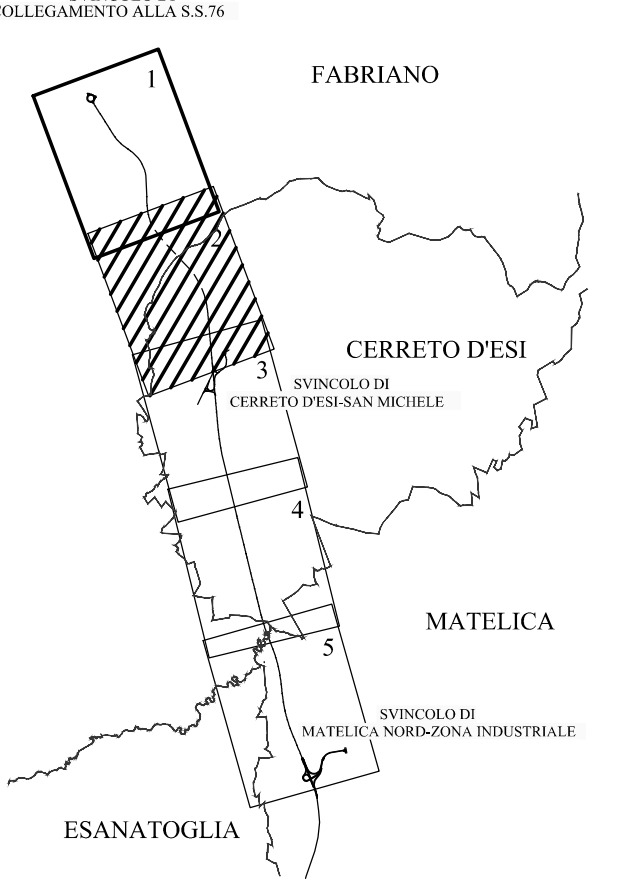 COLLEGAMENTO ALLA S.S.76
1
FABRIANO
2
CERRETO D'ESI
3
SVINCOLO DI
CERRETO D'ESI-SAN MICHELE
4
MATELICA
5
SVINCOLO DI
MATELICA NORD-ZONA INDUSTRIALE
ESANATOGLIA